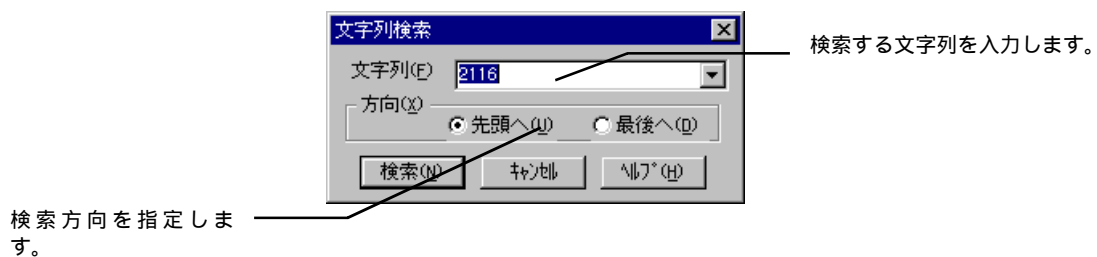 文字列検索
検索する文字列を入力します。
文字列(F) 2116
方向(X)
先頭へ(U) 最後へ(D)
検索(N) ｷｬﾝｾﾙ ﾍﾙﾌﾟ(H)
検索方向を指定しま
す。